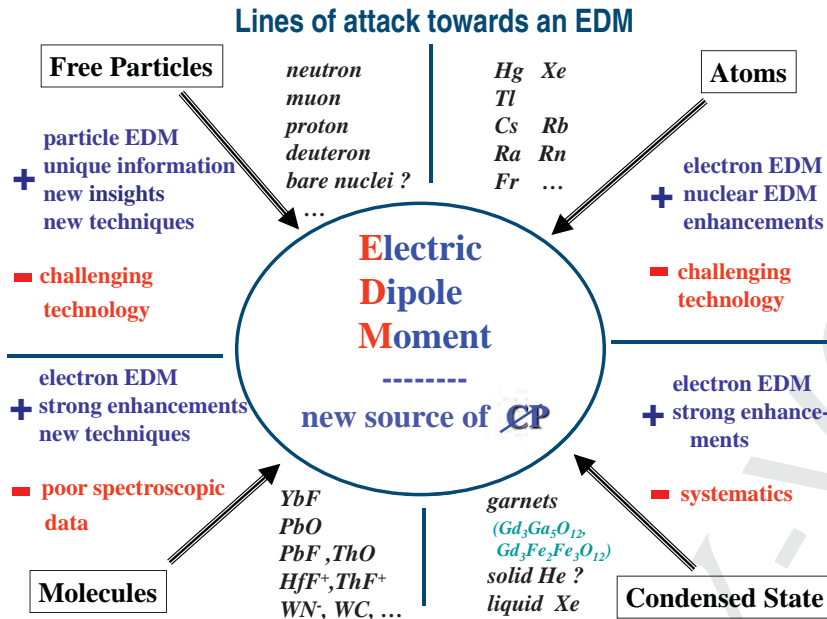 Lines of attack towards an EDM
Free Particles
neutron
muon
proton
deuteron
bare nuclei ?
…
Hg Xe
Tl
Cs Rb
Ra Rn
Fr …
Atoms
+ particle EDM
unique information
new insights
new techniques
- challenging
technology
electron EDM
+ nuclear EDM
enhancements
- challenging
technology
Electric
Dipole
Moment
--------
new source of CP
electron EDM
+ strong enhancements
new techniques
- poor spectroscopic
data
electron EDM
+ strong enhance-
ments
- systematics
Molecules
YbF
PbO
PbF ,ThO
HfF⁺,ThF⁺
WN⁻, WC, …
garnets
(Gd₃Ga₅O₁₂,
Gd₃Fe₂Fe₃O₁₂)
solid He ?
liquid Xe
Condensed State